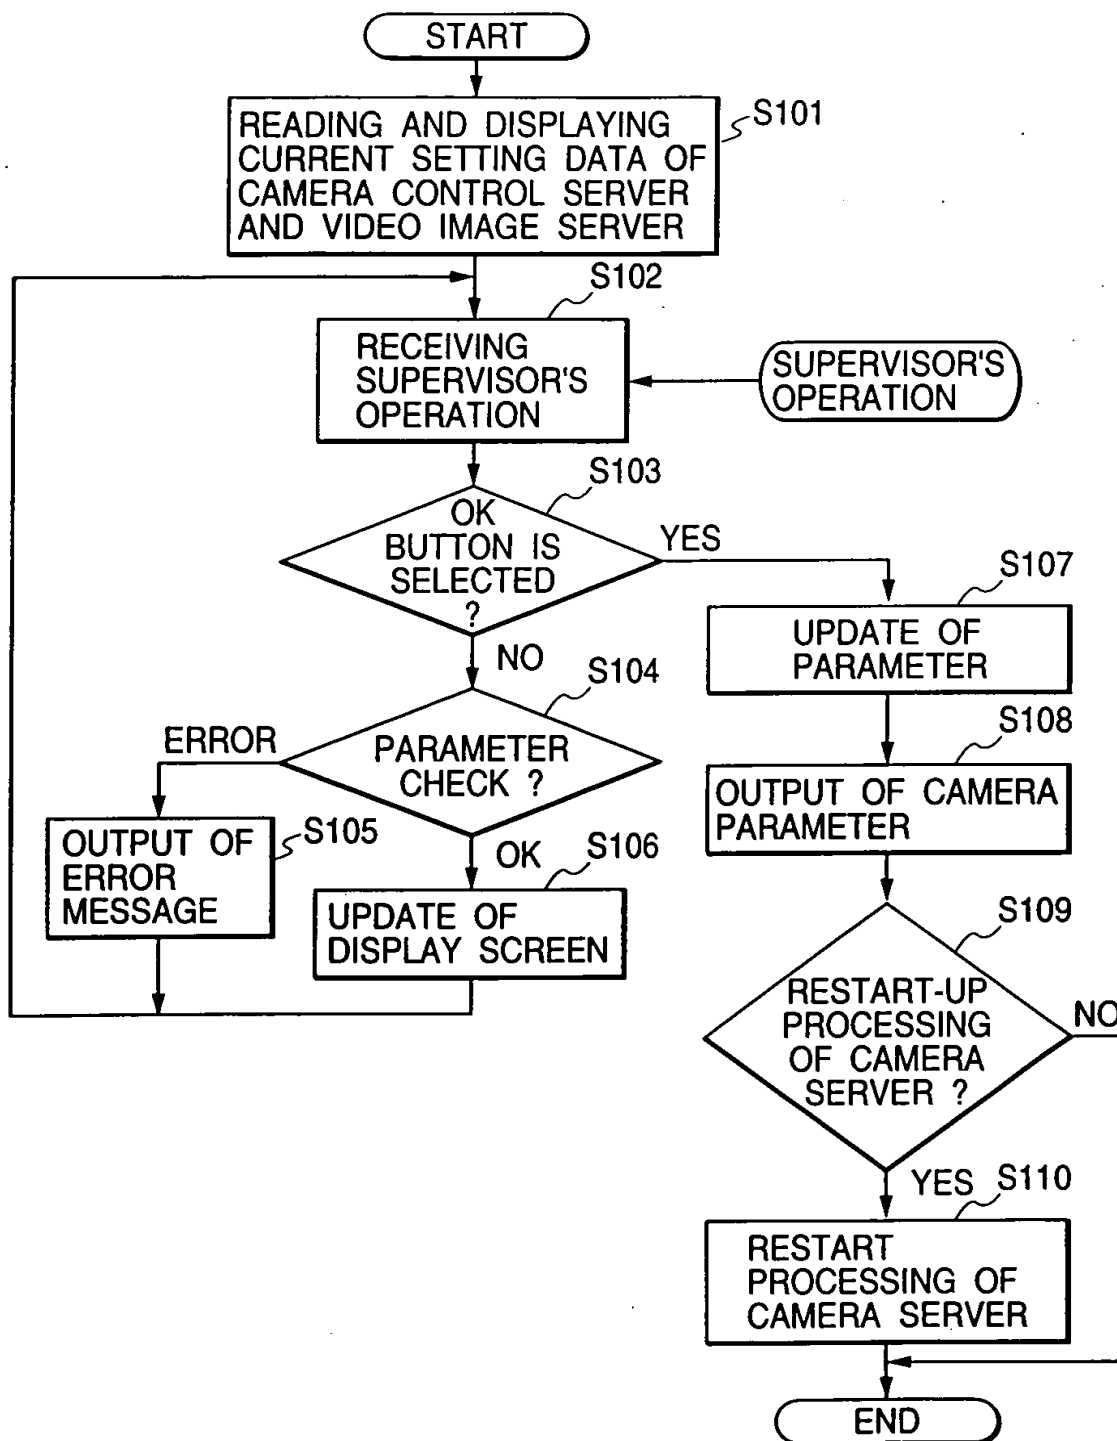 START
S101
READING AND DISPLAYING
CURRENT SETTING DATA OF
CAMERA CONTROL SERVER
AND VIDEO IMAGE SERVER
S102
RECEIVING
SUPERVISOR'S
OPERATION
SUPERVISOR'S
OPERATION
S103
OK
BUTTON IS
SELECTED
?
YES
NO
S104
PARAMETER
CHECK ?
ERROR
S105
OUTPUT OF
ERROR
MESSAGE
OK
S106
UPDATE OF
DISPLAY SCREEN
S107
UPDATE OF
PARAMETER
S108
OUTPUT OF CAMERA
PARAMETER
S109
RESTART-UP
PROCESSING
OF CAMERA
SERVER ?
NO
YES
S110
RESTART
PROCESSING OF
CAMERA SERVER
END